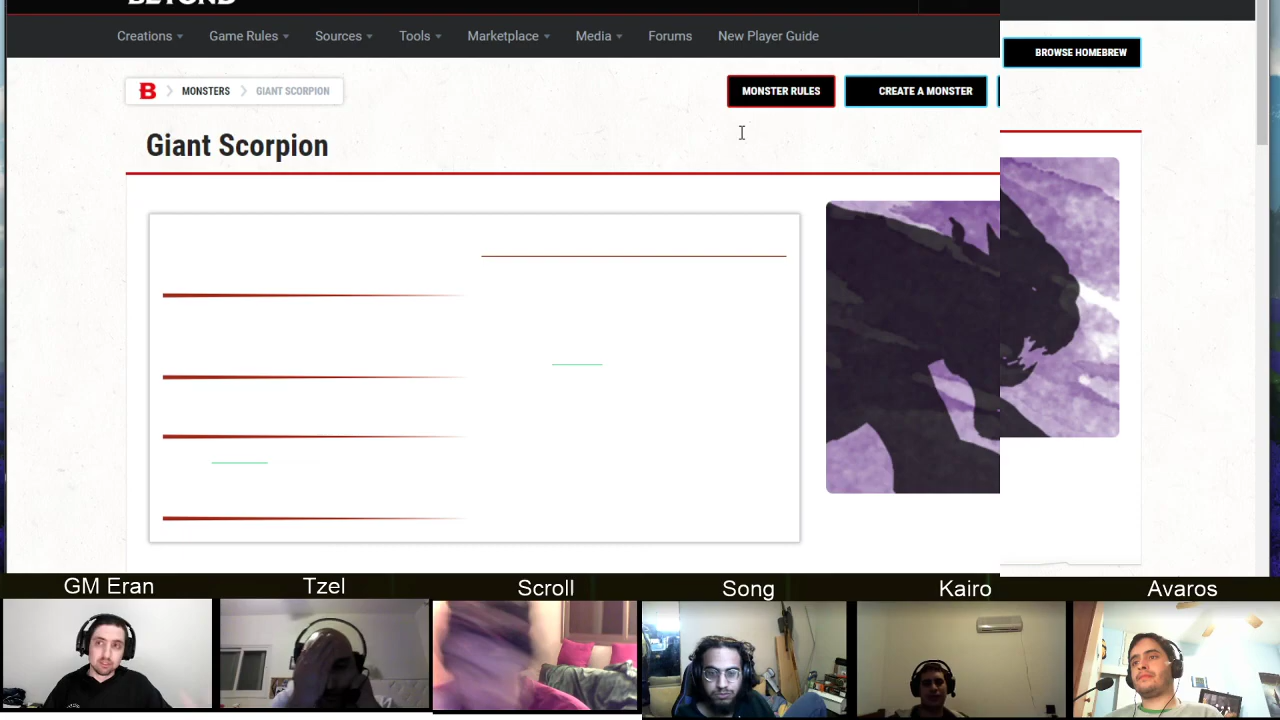 BEYOND
Creations Game Rules Sources Tools Marketplace Media Forums New Player Guide
BROWSE HOMEBREW
B MONSTERS GIANT SCORPION
MONSTER RULES CREATE A MONSTER
Giant Scorpion
GM Eran Tzel Scroll Song Kairo Avaros